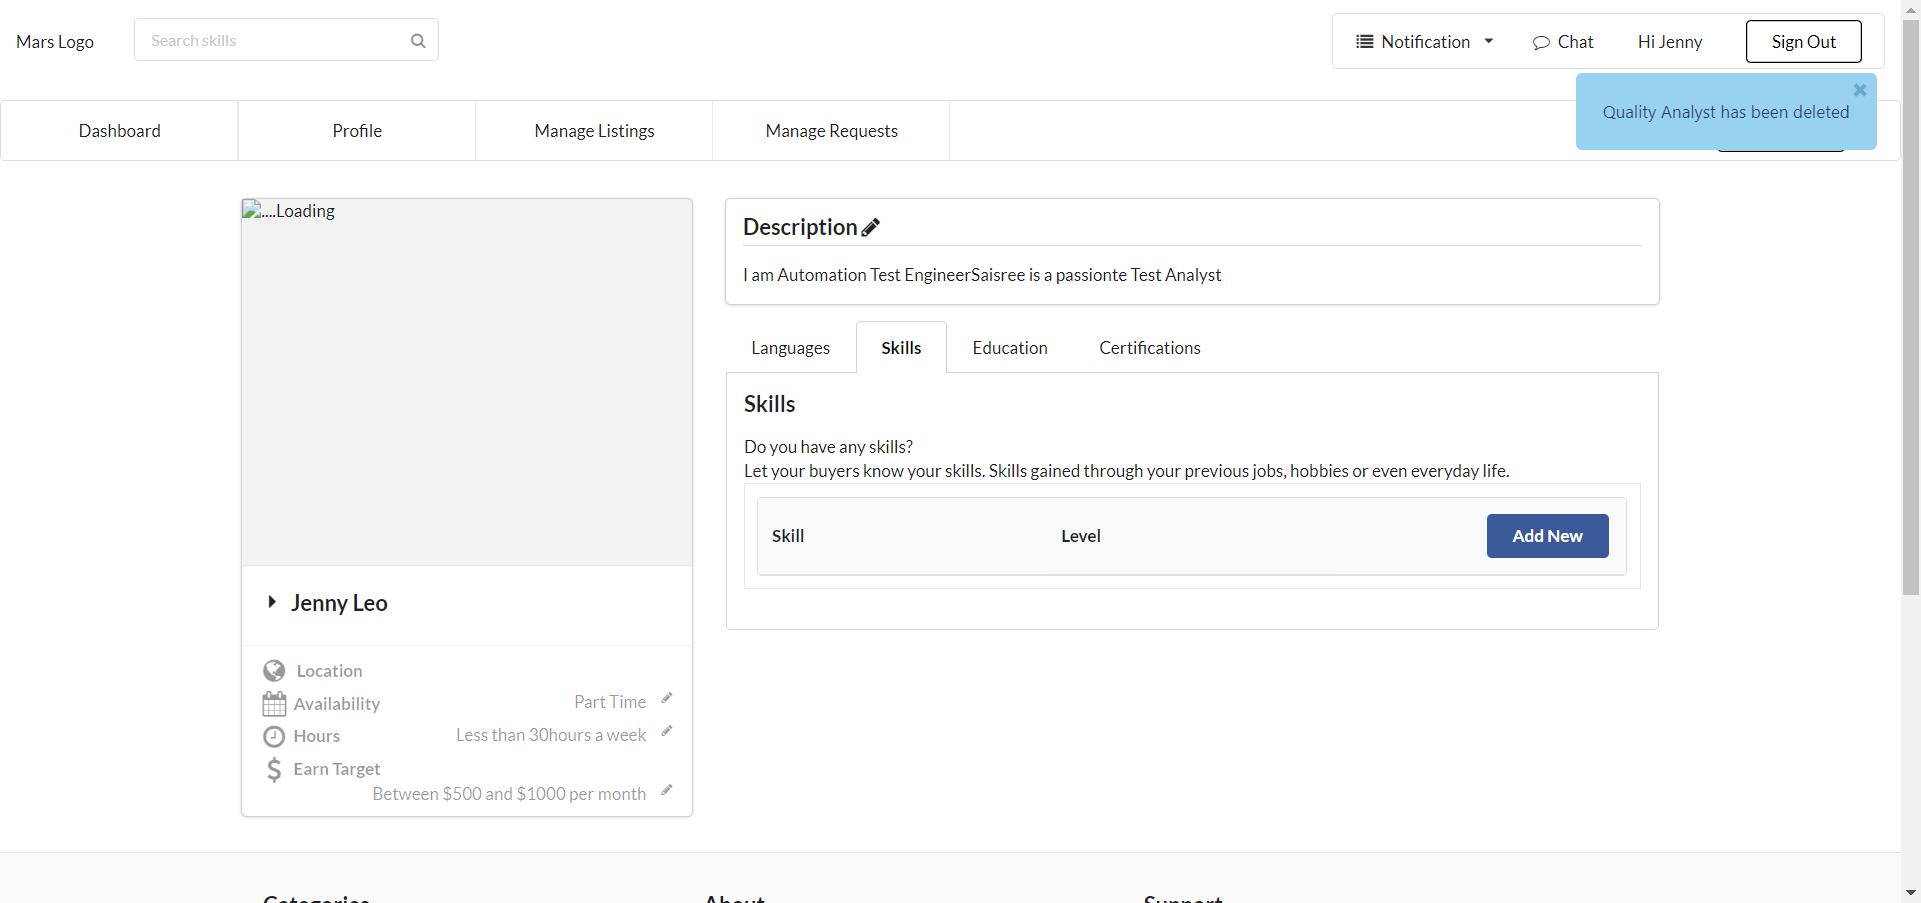 Mars Logo
Search skills
Notification
Chat
Hi Jenny
Sign Out
Quality Analyst has been deleted
Dashboard
Profile
Manage Listings
Manage Requests
....Loading
Description
I am Automation Test EngineerSaisree is a passionte Test Analyst
Languages
Skills
Education
Certifications
Skills
Do you have any skills?
Let your buyers know your skills. Skills gained through your previous jobs, hobbies or even everyday life.
Skill
Level
Add New
Jenny Leo
Location
Availability
Part Time
Hours
Less than 30hours a week
Earn Target
Between $500 and $1000 per month
Categories
About
Support